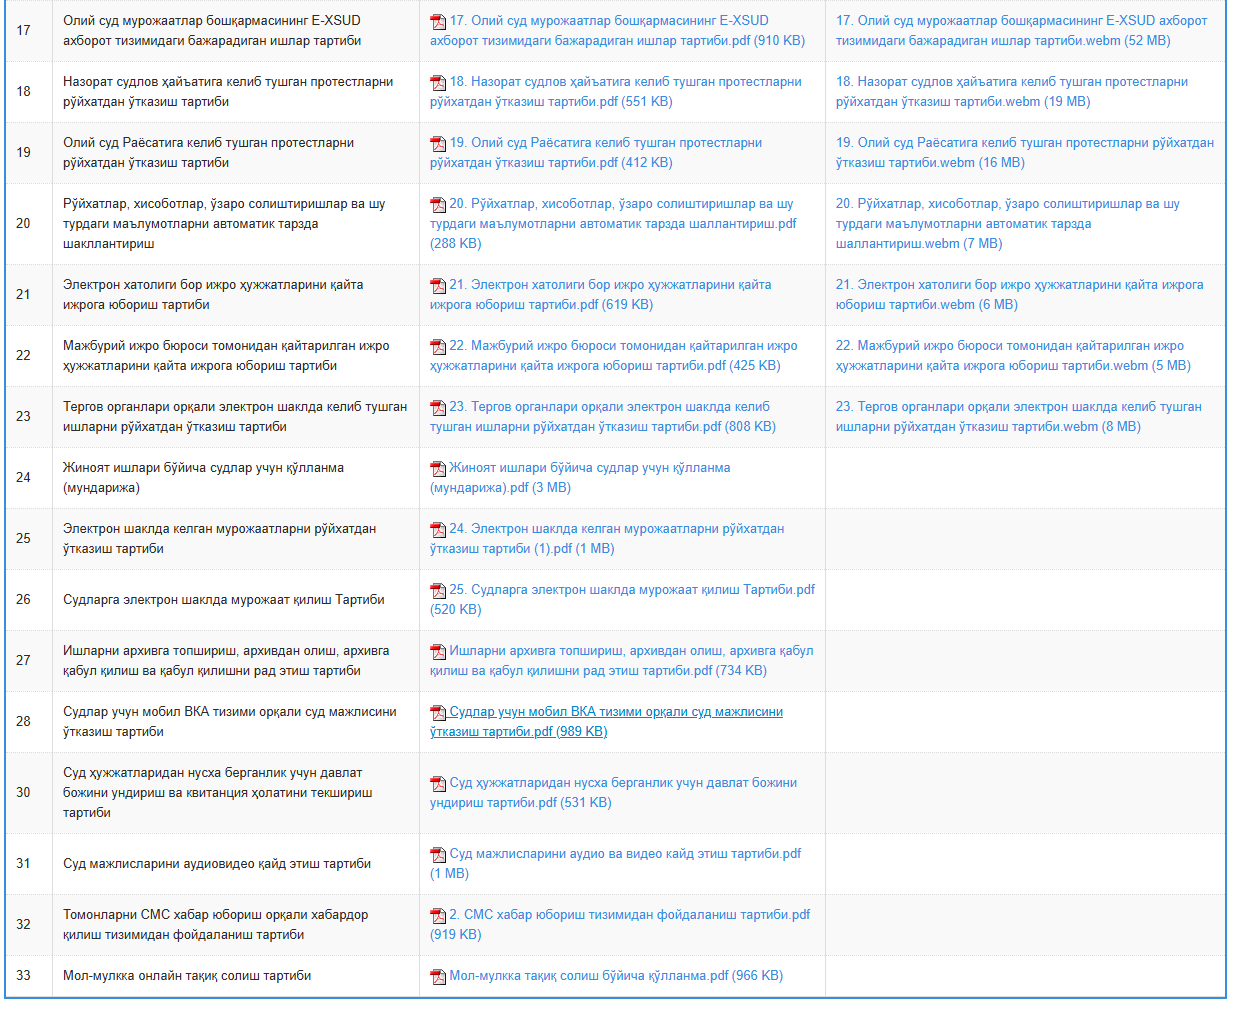 17
Олий суд мурожаатлар бошқармасининг E-XSUD
ахборот тизимидаги бажарадиган ишлар тартиби
17. Олий суд мурожаатлар бошқармасининг E-XSUD
ахборот тизимидаги бажарадиган ишлар тартиби.pdf (910 KB)
17. Олий суд мурожаатлар бошқармасининг E-XSUD ахборот
тизимидаги бажарадиган ишлар тартиби.webm (52 MB)
18
Назорат судлов ҳайъатига келиб тушган протестларни
рўйхатдан ўтказиш тартиби
18. Назорат судлов ҳайъатига келиб тушган протестларни
рўйхатдан ўтказиш тартиби.pdf (551 KB)
18. Назорат судлов ҳайъатига келиб тушган протестларни
рўйхатдан ўтказиш тартиби.webm (19 MB)
19
Олий суд Раёсатига келиб тушган протестларни
рўйхатдан ўтказиш тартиби
19. Олий суд Раёсатига келиб тушган протестларни
рўйхатдан ўтказиш тартиби.pdf (412 KB)
19. Олий суд Раёсатига келиб тушган протестларни рўйхатдан
ўтказиш тартиби.webm (16 MB)
20
Рўйхатлар, хисоботлар, ўзаро солиштиришлар ва шу
турдаги маълумотларни автоматик тарзда
шакллантириш
20. Рўйхатлар, хисоботлар, ўзаро солиштиришлар ва шу
турдаги маълумотларни автоматик тарзда шаллантириш.pdf
(288 KB)
20. Рўйхатлар, хисоботлар, ўзаро солиштиришлар ва шу
турдаги маълумотларни автоматик тарзда
шаллантириш.webm (7 MB)
21
Электрон хатолиги бор ижро ҳужжатларини қайта
ижрога юбориш тартиби
21. Электрон хатолиги бор ижро ҳужжатларини қайта
ижрога юбориш тартиби.pdf (619 KB)
21. Электрон хатолиги бор ижро ҳужжатларини қайта ижрога
юбориш тартиби.webm (6 MB)
22
Мажбурий ижро бюроси томонидан қайтарилган ижро
ҳужжатларини қайта ижрога юбориш тартиби
22. Мажбурий ижро бюроси томонидан қайтарилган ижро
ҳужжатларини қайта ижрога юбориш тартиби.pdf (425 KB)
22. Мажбурий ижро бюроси томонидан қайтарилган ижро
ҳужжатларини қайта ижрога юбориш тартиби.webm (5 MB)
23
Тергов органлари орқали электрон шаклда келиб тушган
ишларни рўйхатдан ўтказиш тартиби
23. Тергов органлари орқали электрон шаклда келиб
тушган ишларни рўйхатдан ўтказиш тартиби.pdf (808 KB)
23. Тергов органлари орқали электрон шаклда келиб тушган
ишларни рўйхатдан ўтказиш тартиби.webm (8 MB)
24
Жиноят ишлари бўйича судлар учун қўлланма
(мундарижа)
Жиноят ишлари бўйича судлар учун қўлланма
(мундарижа).pdf (3 MB)
25
Электрон шаклда келган мурожаатларни рўйхатдан
ўтказиш тартиби
24. Электрон шаклда келган мурожаатларни рўйхатдан
ўтказиш тартиби (1).pdf (1 MB)
26
Судларга электрон шаклда мурожаат қилиш Тартиби
25. Судларга электрон шаклда мурожаат қилиш Тартиби.pdf
(520 KB)
27
Ишларни архивга топшириш, архивдан олиш, архивга
қабул қилиш ва қабул қилишни рад этиш тартиби
Ишларни архивга топшириш, архивдан олиш, архивга қабул
қилиш ва қабул қилишни рад этиш тартиби.pdf (734 KB)
28
Судлар учун мобил ВКА тизими орқали суд мажлисини
ўтказиш тартиби
Судлар учун мобил ВКА тизими орқали суд мажлисини
ўтказиш тартиби.pdf (989 KB)
30
Суд ҳужжатларидан нусха берганлик учун давлат
божини ундириш ва квитанция ҳолатини текшириш
тартиби
Суд ҳужжатларидан нусха берганлик учун давлат божини
ундириш тартиби.pdf (531 KB)
31
Суд мажлисларини аудиовидео қайд этиш тартиби
Суд мажлисларини аудио ва видео кайд этиш тартиби.pdf
(1 MB)
32
Томонларни СМС хабар юбориш орқали хабардор
қилиш тизимидан фойдаланиш тартиби
2. СМС хабар юбориш тизимидан фойдаланиш тартиби.pdf
(919 KB)
33
Мол-мулкка онлайн тақиқ солиш тартиби
Мол-мулкка тақиқ солиш бўйича қўлланма.pdf (966 KB)